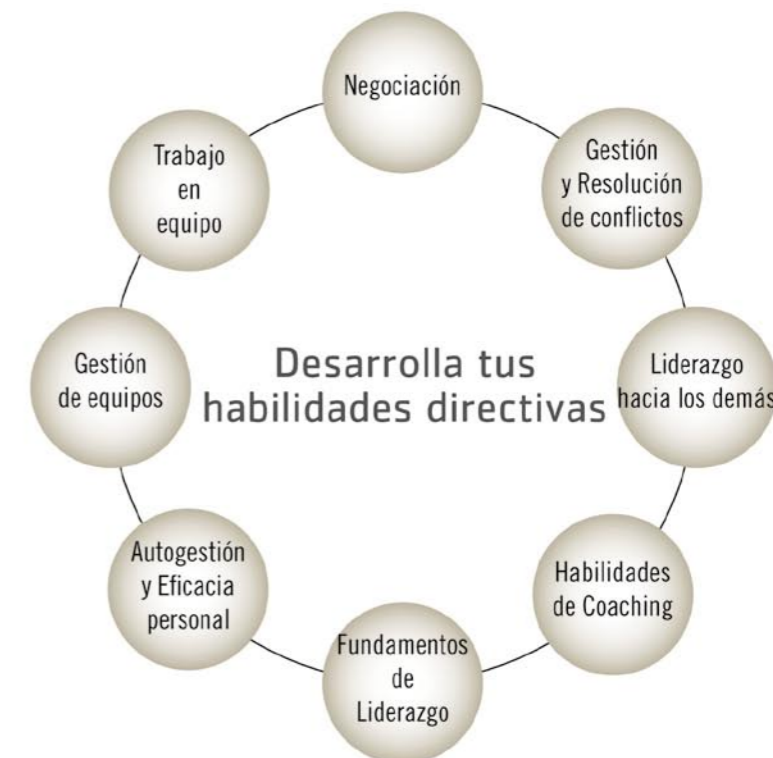 Negociación
Gestión
y Resolución
de conflictos
Liderazgo
hacia los demás
Habilidades
de Coaching
Fundamentos
de
Liderazgo
Autogestión
y Eficacia
personal
Gestión
de equipos
Trabajo
en
equipo
Desarrolla tus
habilidades directivas